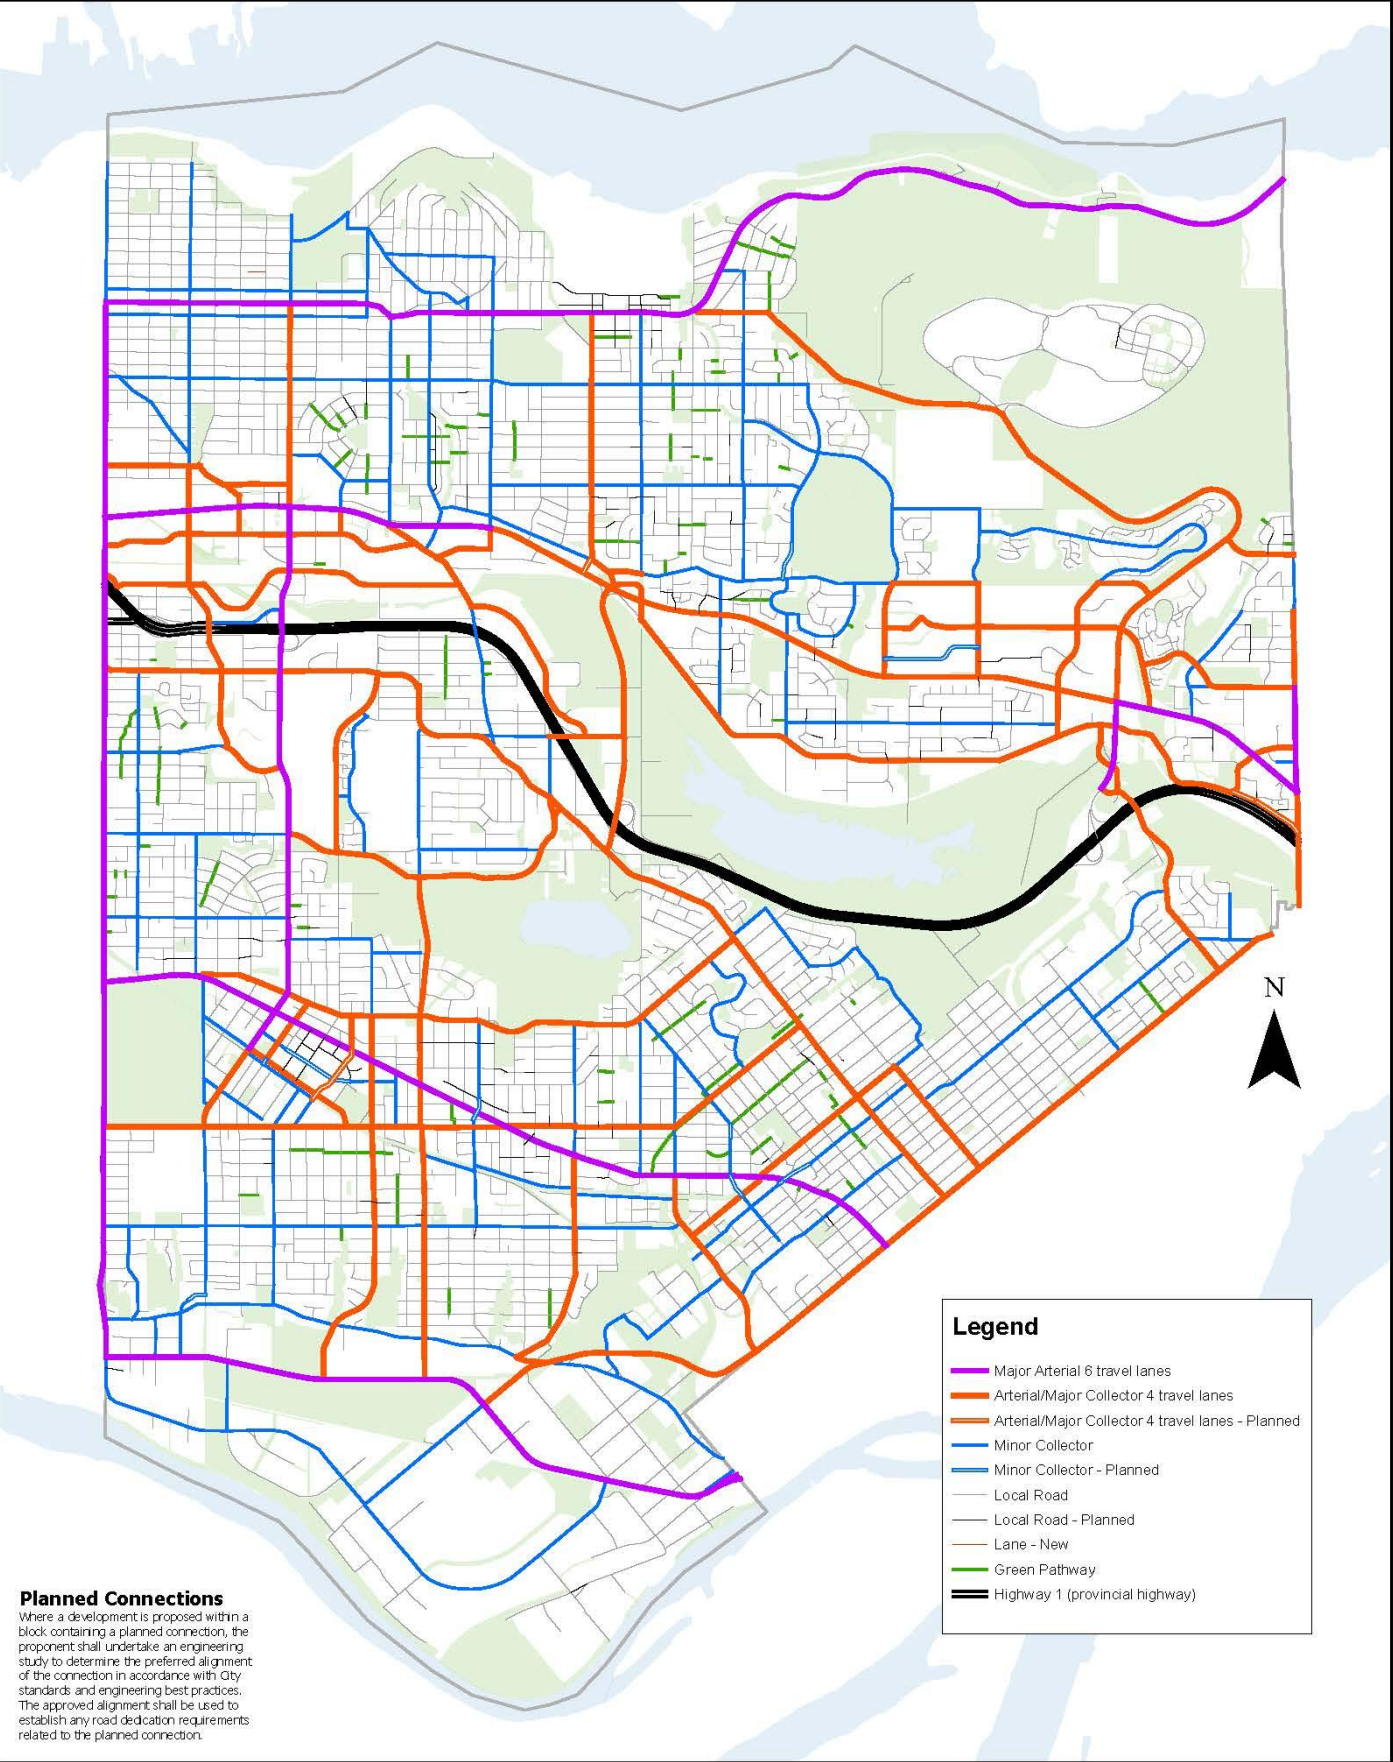 N
Legend
Major Arterial 6 travel lanes
Arterial/Major Collector 4 travel lanes
Arterial/Major Collector 4 travel lanes - Planned
Minor Collector
Minor Collector - Planned
Local Road
Local Road - Planned
Lane - New
Green Pathway
Highway 1 (provincial highway)
Planned Connections
Where a development is proposed within a
block containing a planned connection, the
proponent shall undertake an engineering
study to determine the preferred alignment
of the connection in accordance with City
standards and engineering best practices.
The approved alignment shall be used to
establish any road dedication requirements
related to the planned connection.